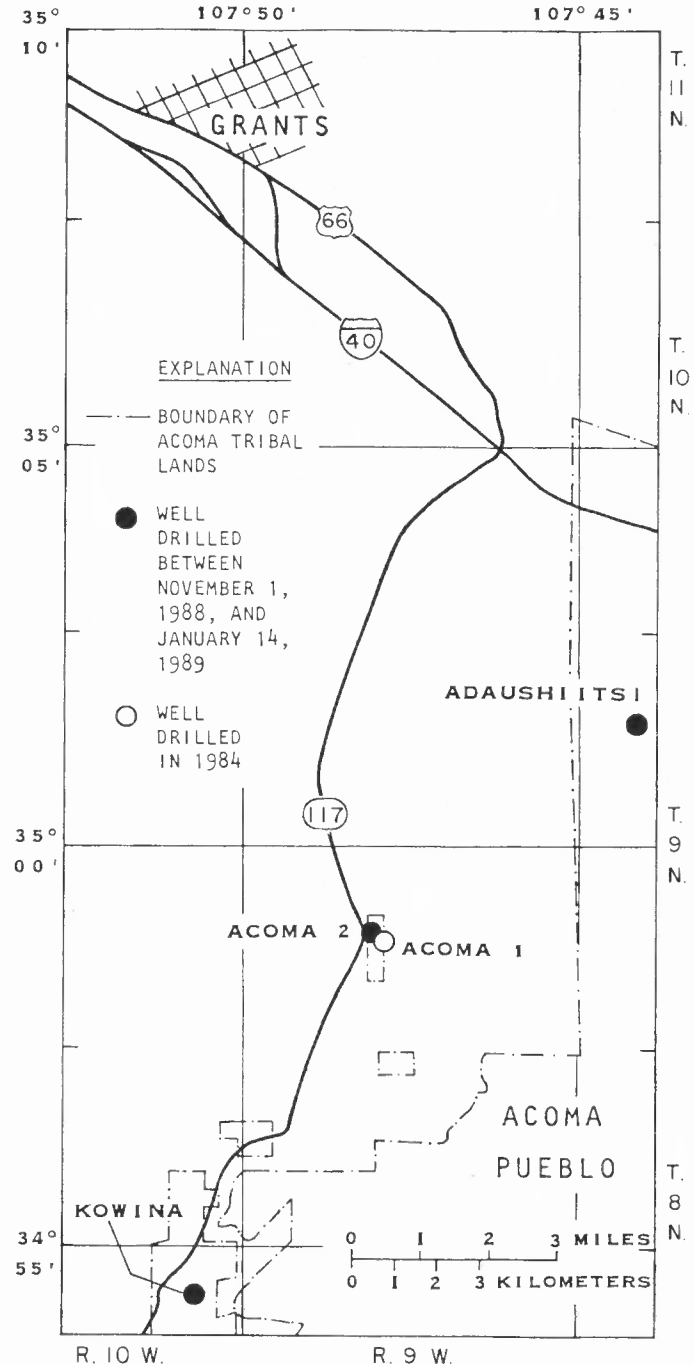 35°
10'
107°50'
107°45'
T.
11
N.
GRANTS
66
40
T.
10
N.
EXPLANATION
BOUNDARY OF
ACOMA TRIBAL
LANDS
35°
05'
WELL
DRILLED
BETWEEN
NOVEMBER 1,
1988, AND
JANUARY 14,
1989
WELL
DRILLED
IN 1984
ADAUSHI ITSI
117
35°
00'
T.
9
N.
ACOMA 2
ACOMA 1
ACOMA
PUEBLO
T.
8
N.
KOWINA
34°
55'
0 1 2 3 MILES
0 1 2 3 KILOMETERS
R. 10 W.
R. 9 W.